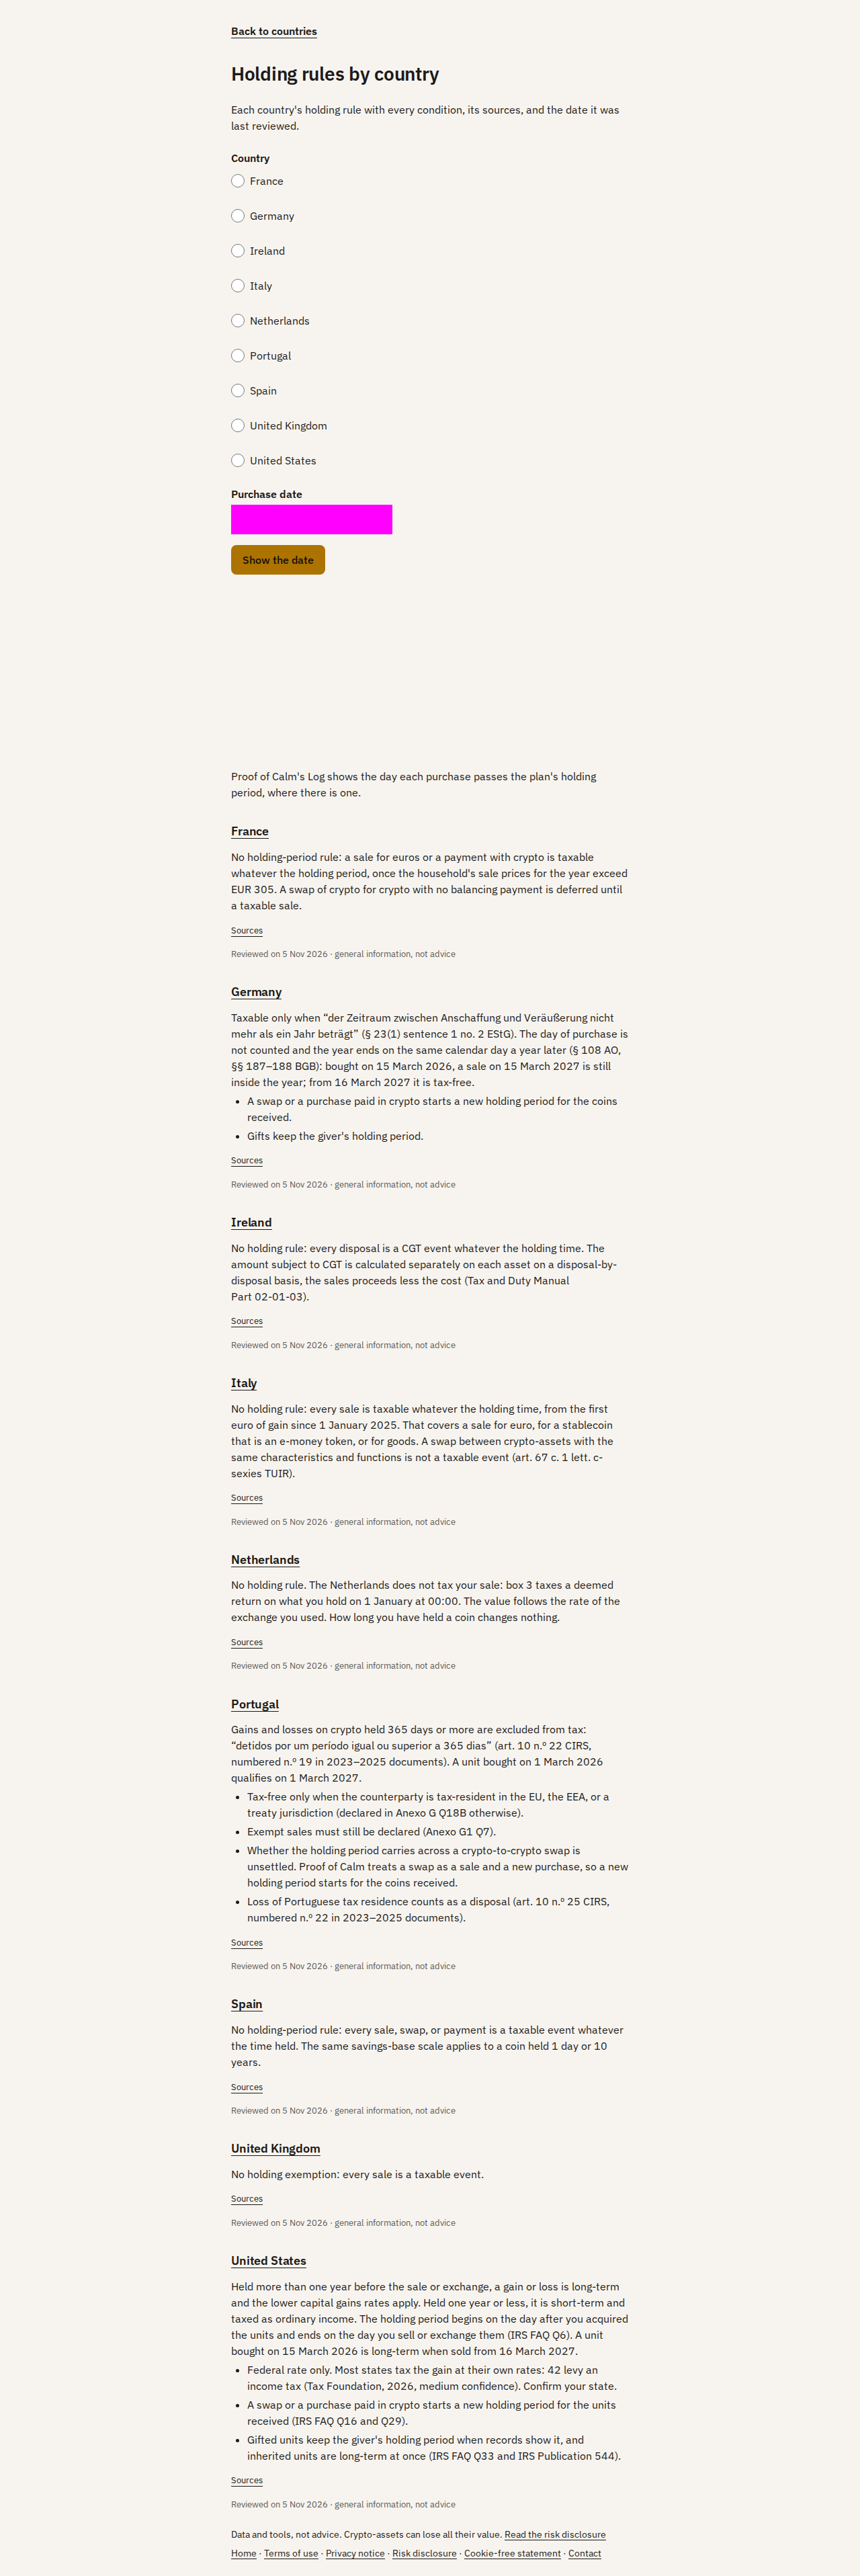 Back to countries
Holding rules by country
Each country's holding rule with every condition, its sources, and the date it was
last reviewed.
Country
France
Germany
Ireland
Italy
Netherlands
Portugal
Spain
United Kingdom
United States
Purchase date
Show the date
Proof of Calm's Log shows the day each purchase passes the plan's holding
period, where there is one.
France
No holding-period rule: a sale for euros or a payment with crypto is taxable
whatever the holding period, once the household's sale prices for the year exceed
EUR 305. A swap of crypto for crypto with no balancing payment is deferred until
a taxable sale.
Sources
Reviewed on 5 Nov 2026 · general information, not advice
Germany
Taxable only when “der Zeitraum zwischen Anschaffung und Veräußerung nicht
mehr als ein Jahr beträgt” (§ 23(1) sentence 1 no. 2 EStG). The day of purchase is
not counted and the year ends on the same calendar day a year later (§ 108 AO,
§§ 187–188 BGB): bought on 15 March 2026, a sale on 15 March 2027 is still
inside the year; from 16 March 2027 it is tax-free.
• A swap or a purchase paid in crypto starts a new holding period for the coins
received.
• Gifts keep the giver's holding period.
Sources
Reviewed on 5 Nov 2026 · general information, not advice
Ireland
No holding rule: every disposal is a CGT event whatever the holding time. The
amount subject to CGT is calculated separately on each asset on a disposal-by-
disposal basis, the sales proceeds less the cost (Tax and Duty Manual
Part 02-01-03).
Sources
Reviewed on 5 Nov 2026 · general information, not advice
Italy
No holding rule: every sale is taxable whatever the holding time, from the first
euro of gain since 1 January 2025. That covers a sale for euro, for a stablecoin
that is an e-money token, or for goods. A swap between crypto-assets with the
same characteristics and functions is not a taxable event (art. 67 c. 1 lett. c-
sexies TUIR).
Sources
Reviewed on 5 Nov 2026 · general information, not advice
Netherlands
No holding rule. The Netherlands does not tax your sale: box 3 taxes a deemed
return on what you hold on 1 January at 00:00. The value follows the rate of the
exchange you used. How long you have held a coin changes nothing.
Sources
Reviewed on 5 Nov 2026 · general information, not advice
Portugal
Gains and losses on crypto held 365 days or more are excluded from tax:
“detidos por um período igual ou superior a 365 dias” (art. 10 n.º 22 CIRS,
numbered n.º 19 in 2023–2025 documents). A unit bought on 1 March 2026
qualifies on 1 March 2027.
• Tax-free only when the counterparty is tax-resident in the EU, the EEA, or a
treaty jurisdiction (declared in Anexo G Q18B otherwise).
• Exempt sales must still be declared (Anexo G1 Q7).
• Whether the holding period carries across a crypto-to-crypto swap is
unsettled. Proof of Calm treats a swap as a sale and a new purchase, so a new
holding period starts for the coins received.
• Loss of Portuguese tax residence counts as a disposal (art. 10 n.º 25 CIRS,
numbered n.º 22 in 2023–2025 documents).
Sources
Reviewed on 5 Nov 2026 · general information, not advice
Spain
No holding-period rule: every sale, swap, or payment is a taxable event whatever
the time held. The same savings-base scale applies to a coin held 1 day or 10
years.
Sources
Reviewed on 5 Nov 2026 · general information, not advice
United Kingdom
No holding exemption: every sale is a taxable event.
Sources
Reviewed on 5 Nov 2026 · general information, not advice
United States
Held more than one year before the sale or exchange, a gain or loss is long-term
and the lower capital gains rates apply. Held one year or less, it is short-term and
taxed as ordinary income. The holding period begins on the day after you acquired
the units and ends on the day you sell or exchange them (IRS FAQ Q6). A unit
bought on 15 March 2026 is long-term when sold from 16 March 2027.
• Federal rate only. Most states tax the gain at their own rates: 42 levy an
income tax (Tax Foundation, 2026, medium confidence). Confirm your state.
• A swap or a purchase paid in crypto starts a new holding period for the units
received (IRS FAQ Q16 and Q29).
• Gifted units keep the giver's holding period when records show it, and
inherited units are long-term at once (IRS FAQ Q33 and IRS Publication 544).
Sources
Reviewed on 5 Nov 2026 · general information, not advice
Data and tools, not advice. Crypto-assets can lose all their value. Read the risk disclosure
Home · Terms of use · Privacy notice · Risk disclosure · Cookie-free statement · Contact